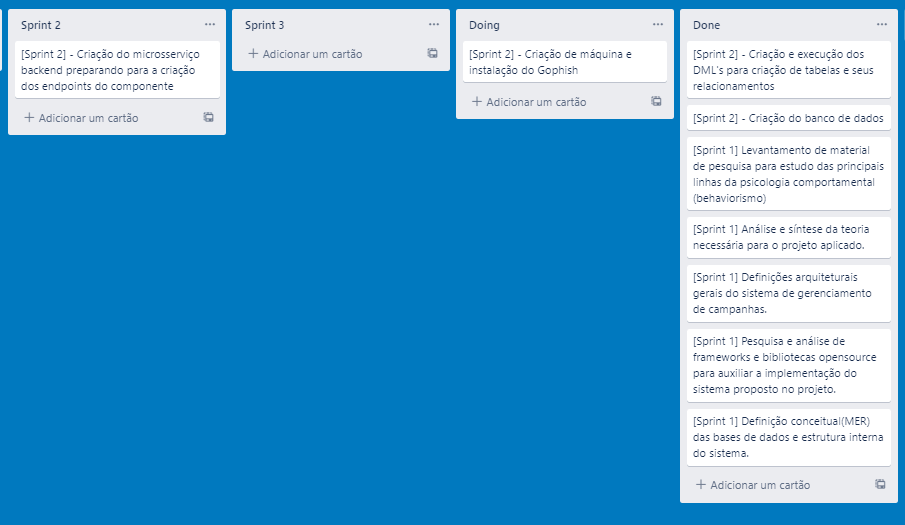 Sprint 2
[Sprint 2] - Criação do microsserviço
backend preparando para a criação
dos endpoints do componente
Adicionar um cartão
Sprint 3
Adicionar um cartão
Doing
[Sprint 2] - Criação de máquina e
instalação do Gophish
Adicionar um cartão
Done
[Sprint 2] - Criação e execução dos
DML's para criação de tabelas e seus
relacionamentos
[Sprint 2] - Criação do banco de dados
[Sprint 1] Levantamento de material
de pesquisa para estudo das principais
linhas da psicologia comportamental
(behaviorismo)
[Sprint 1] Análise e síntese da teoria
necessária para o projeto aplicado.
[Sprint 1] Definições arquiteturais
gerais do sistema de gerenciamento
de campanhas.
[Sprint 1] Pesquisa e análise de
frameworks e bibliotecas opensource
para auxiliar a implementação do
sistema proposto no projeto.
[Sprint 1] Definição conceitual(MER)
das bases de dados e estrutura interna
do sistema.
Adicionar um cartão